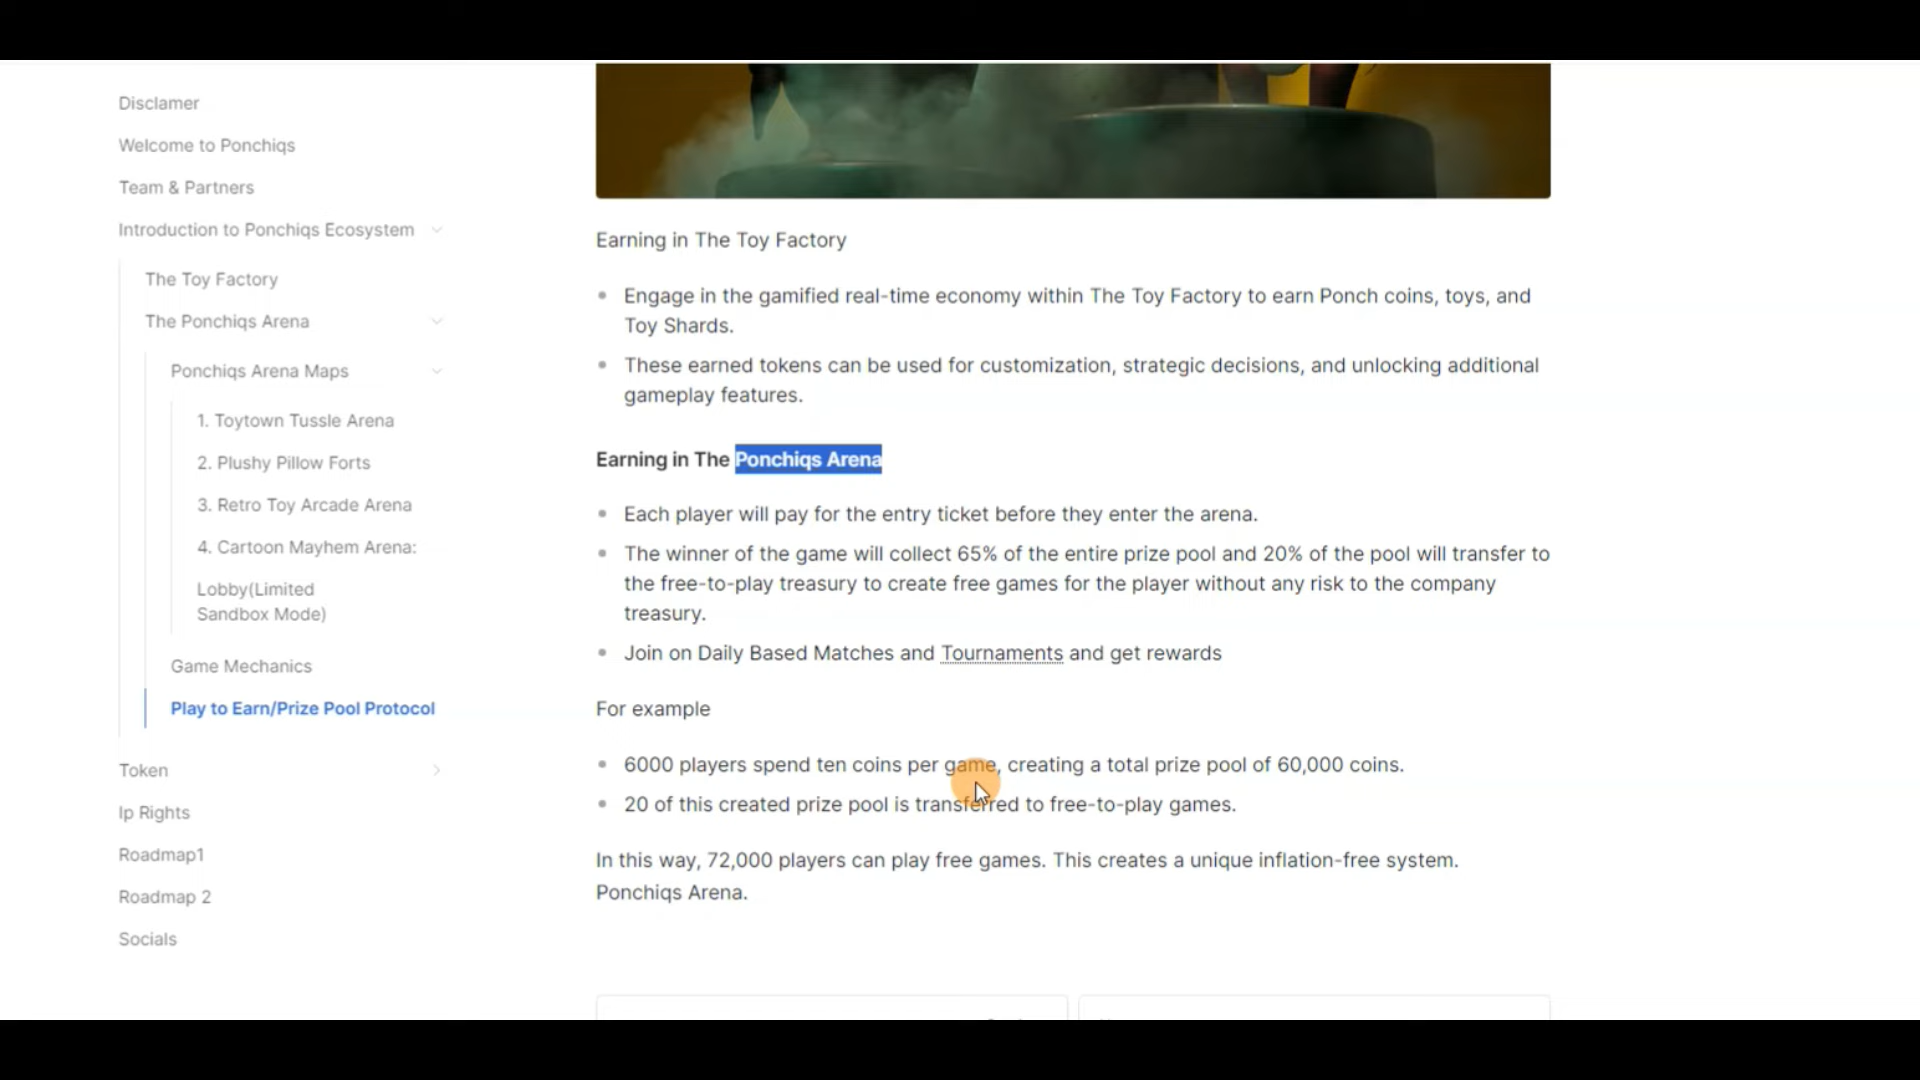 Disclamer
Welcome to Ponchiqs
Team & Partners
Introduction to Ponchiqs Ecosystem
The Toy Factory
The Ponchiqs Arena
Ponchiqs Arena Maps
1. Toytown Tussle Arena
2. Plushy Pillow Forts
3. Retro Toy Arcade Arena
4. Cartoon Mayhem Arena:
Lobby(Limited
Sandbox Mode)
Game Mechanics
Play to Earn/Prize Pool Protocol
Token
Ip Rights
Roadmap1
Roadmap 2
Socials
Earning in The Toy Factory
Engage in the gamified real-time economy within The Toy Factory to earn Ponch coins, toys, and
Toy Shards.
These earned tokens can be used for customization, strategic decisions, and unlocking additional
gameplay features.
Earning in The Ponchiqs Arena
Each player will pay for the entry ticket before they enter the arena.
The winner of the game will collect 65% of the entire prize pool and 20% of the pool will transfer to
the free-to-play treasury to create free games for the player without any risk to the company
treasury.
Join on Daily Based Matches and Tournaments and get rewards
For example
6000 players spend ten coins per game, creating a total prize pool of 60,000 coins.
20 of this created prize pool is transferred to free-to-play games.
In this way, 72,000 players can play free games. This creates a unique inflation-free system.
Ponchiqs Arena.